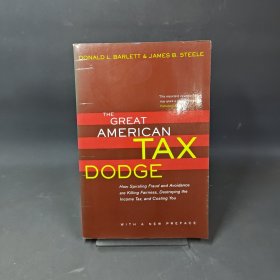 DONALD L. BARLETT & JAMES B. STEELE
THE
GREAT
AMERICAN
TAX
DODGE
How Spiraling Fraud and Avoidance
are Killing Fairness, Destroying the
Income Tax, and Costing You
WITH A NEW PREFACE